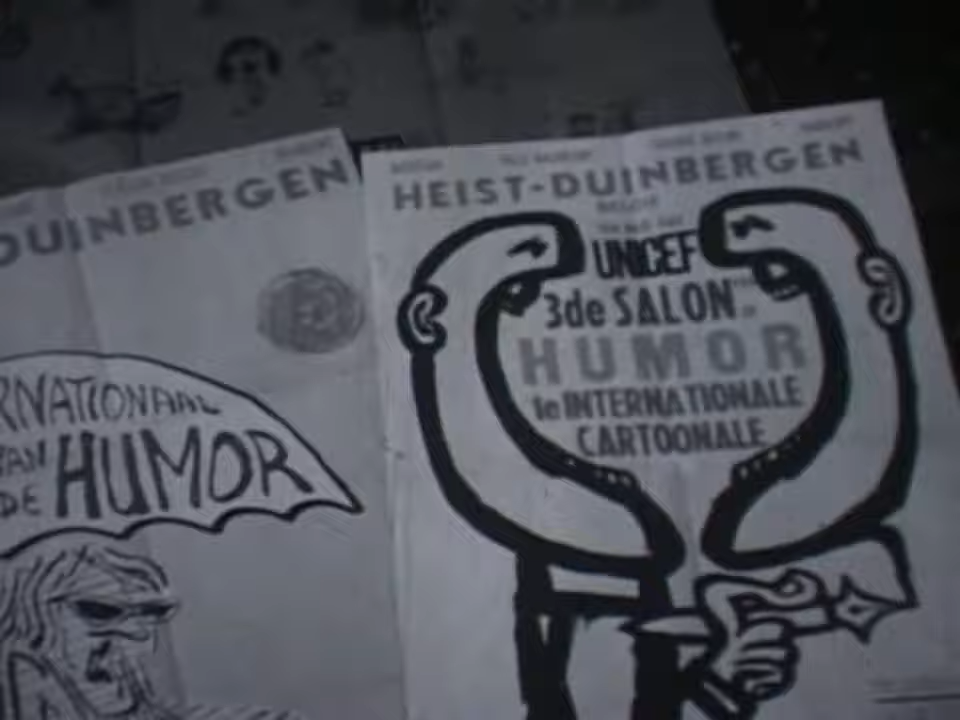 DUINBERGEN
RNATIONAAL
VAN HUMOR
DE
HEIST-DUINBERGEN
UNICEF
3de SALON
HUMOR
1e INTERNATIONALE
CARTOONALE